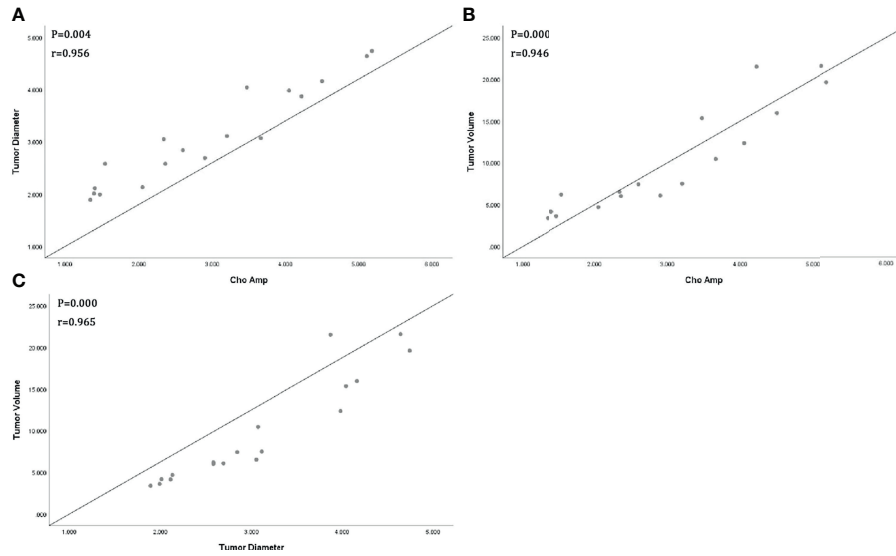 A
P=0.004
r=0.956
5.000
4.000
3.000
2.000
1.000
Tumor Diameter
1.000 2.000 3.000 4.000 5.000 6.000
Cho Amp
B
P=0.000
r=0.946
25.000
20.000
15.000
10.000
5.000
.000
Tumor Volume
1.000 2.000 3.000 4.000 5.000 6.000
Cho Amp
C
P=0.000
r=0.965
25.000
20.000
15.000
10.000
5.000
.000
Tumor Volume
1.000 2.000 3.000 4.000 5.000
Tumor Diameter